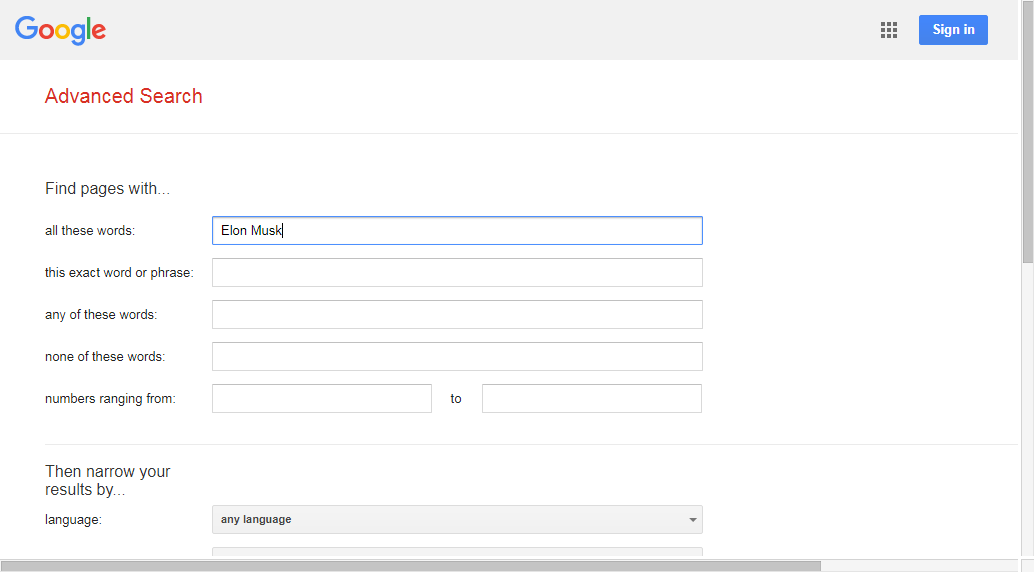 Google
Sign in
Advanced Search
Find pages with...
all these words:
Elon Musk
this exact word or phrase:
any of these words:
none of these words:
numbers ranging from:
to
Then narrow your
results by...
language:
any language